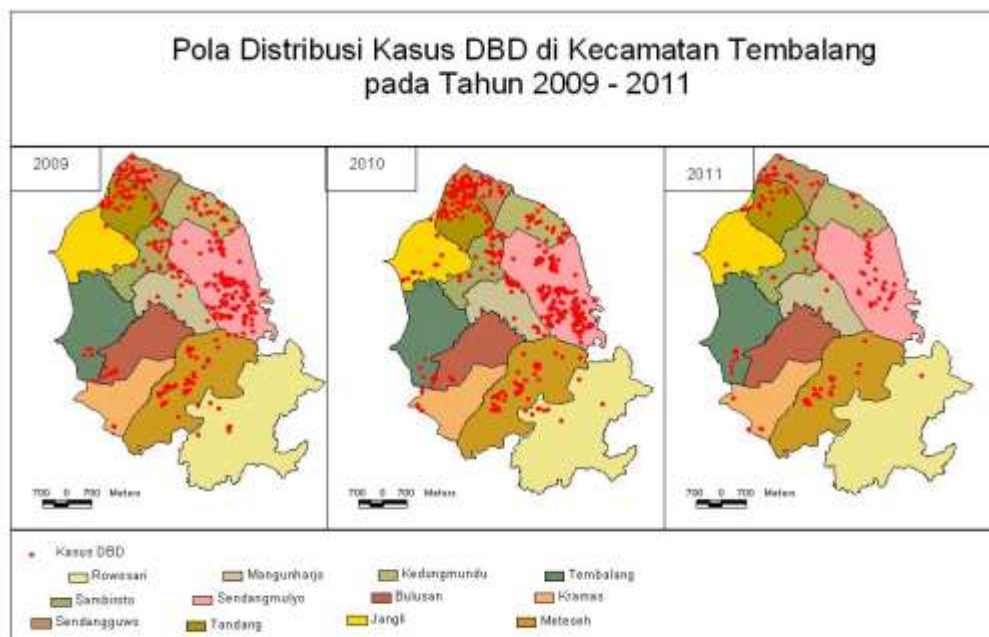 Pola Distribusi Kasus DBD di Kecamatan Tembalang
pada Tahun 2009 - 2011
2009
2010
2011
700 0 700 Meters
700 0 700 Meters
700 0 700 Meters
Kasus DBD
Rowosari Mangunharjo Kedungmundu Tembalang
Sambiroto Sendangmulyo Bulusan Kramas
Sendangguwo Tandang Jangli Meteseh